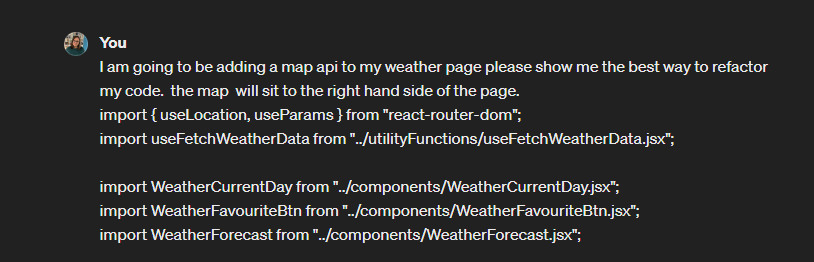 You
I am going to be adding a map api to my weather page please show me the best way to refactor
my code.  the map  will sit to the right hand side of the page.
import { useLocation, useParams } from "react-router-dom";
import useFetchWeatherData from "../utilityFunctions/useFetchWeatherData.jsx";
import WeatherCurrentDay from "../components/WeatherCurrentDay.jsx";
import WeatherFavouriteBtn from "../components/WeatherFavouriteBtn.jsx";
import WeatherForecast from "../components/WeatherForecast.jsx";